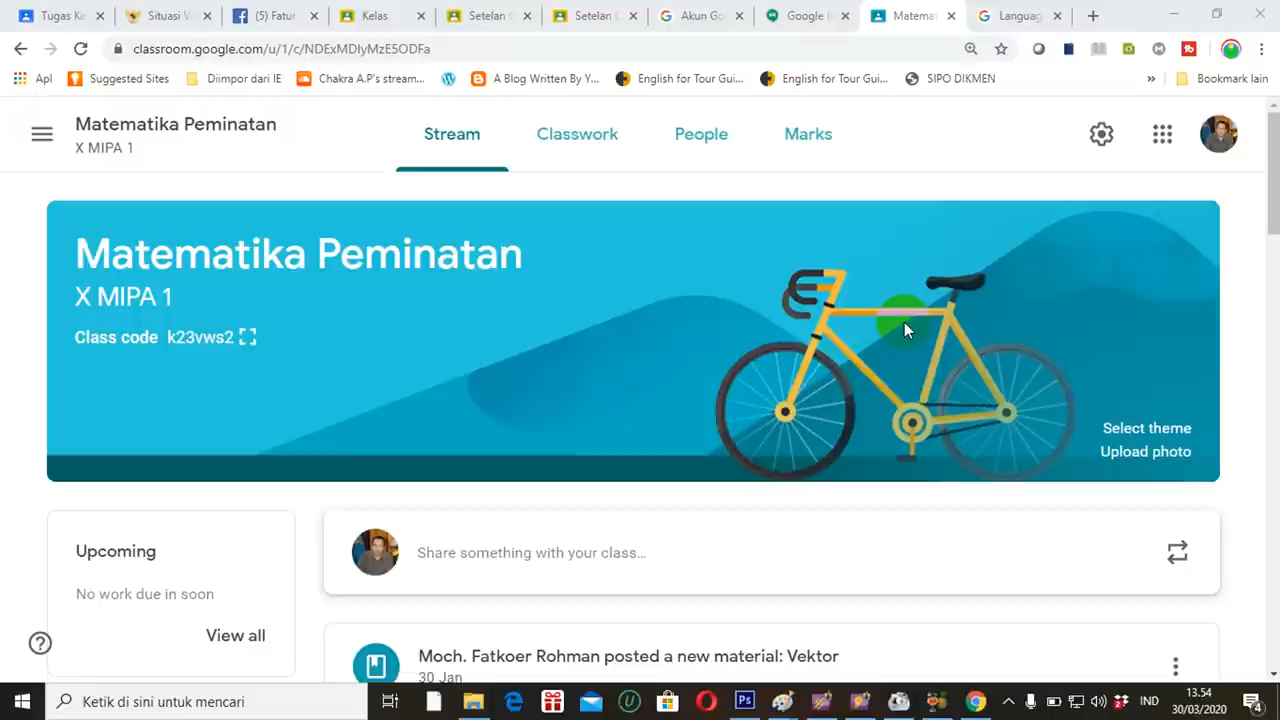 Tugas Ke
Situasi V
(5) Fatur
Kelas
Setelan
Setelan
Akun Go
Google
Matema
Languag
classroom.google.com/u/1/c/NDExMDIyMzE5ODFa
Apl
Suggested Sites
Diimpor dari IE
Chakra A.P's stream...
A Blog Written By Y...
English for Tour Gui...
English for Tour Gui...
SIPO DIKMEN
»
Bookmark lain
Matematika Peminatan
X MIPA 1
Stream
Classwork
People
Marks
Matematika Peminatan
X MIPA 1
Class code k23vws2
Select theme
Upload photo
Upcoming
No work due in soon
View all
Share something with your class...
Moch. Fatkoer Rohman posted a new material: Vektor
30 Jan
Ketik di sini untuk mencari
IND
13.54
30/03/2020
4